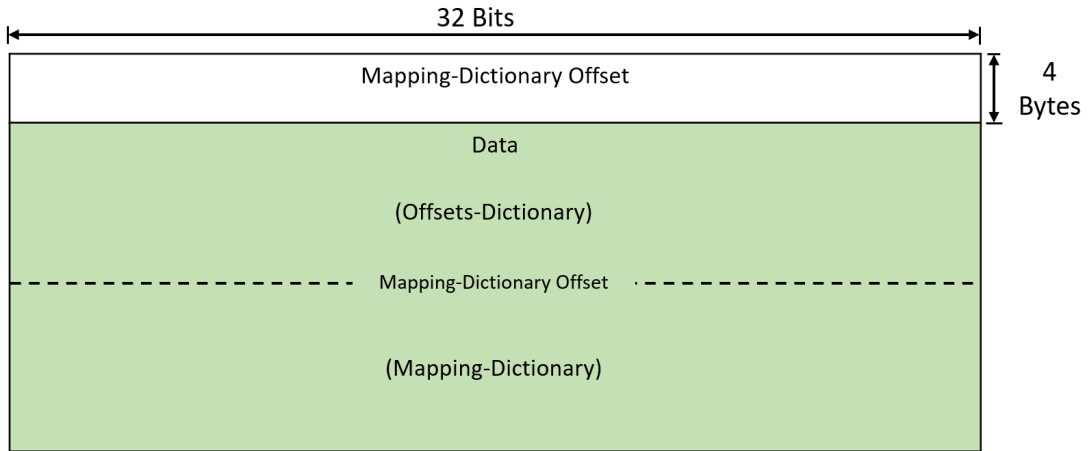 32 Bits
Mapping-Dictionary Offset
4
Bytes
Data
(Offsets-Dictionary)
Mapping-Dictionary Offset
(Mapping-Dictionary)